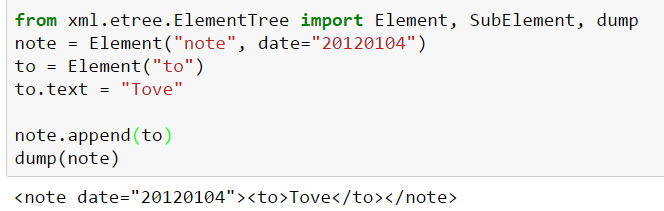 from xml.etree.ElementTree import Element, SubElement, dump
note = Element("note", date="20120104")
to = Element("to")
to.text = "Tove"

note.append(to)
dump(note)
<note date="20120104"><to>Tove</to></note>